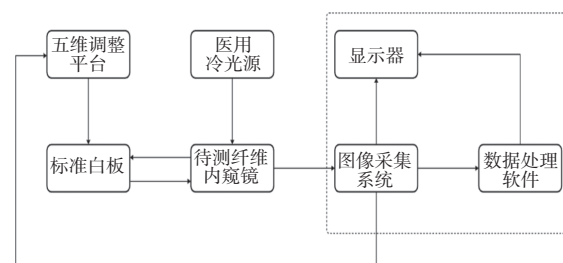 五维调整
平台
医用
冷光源
显示器
标准白板
待测纤维
内窥镜
图像采集
系统
数据处理
软件